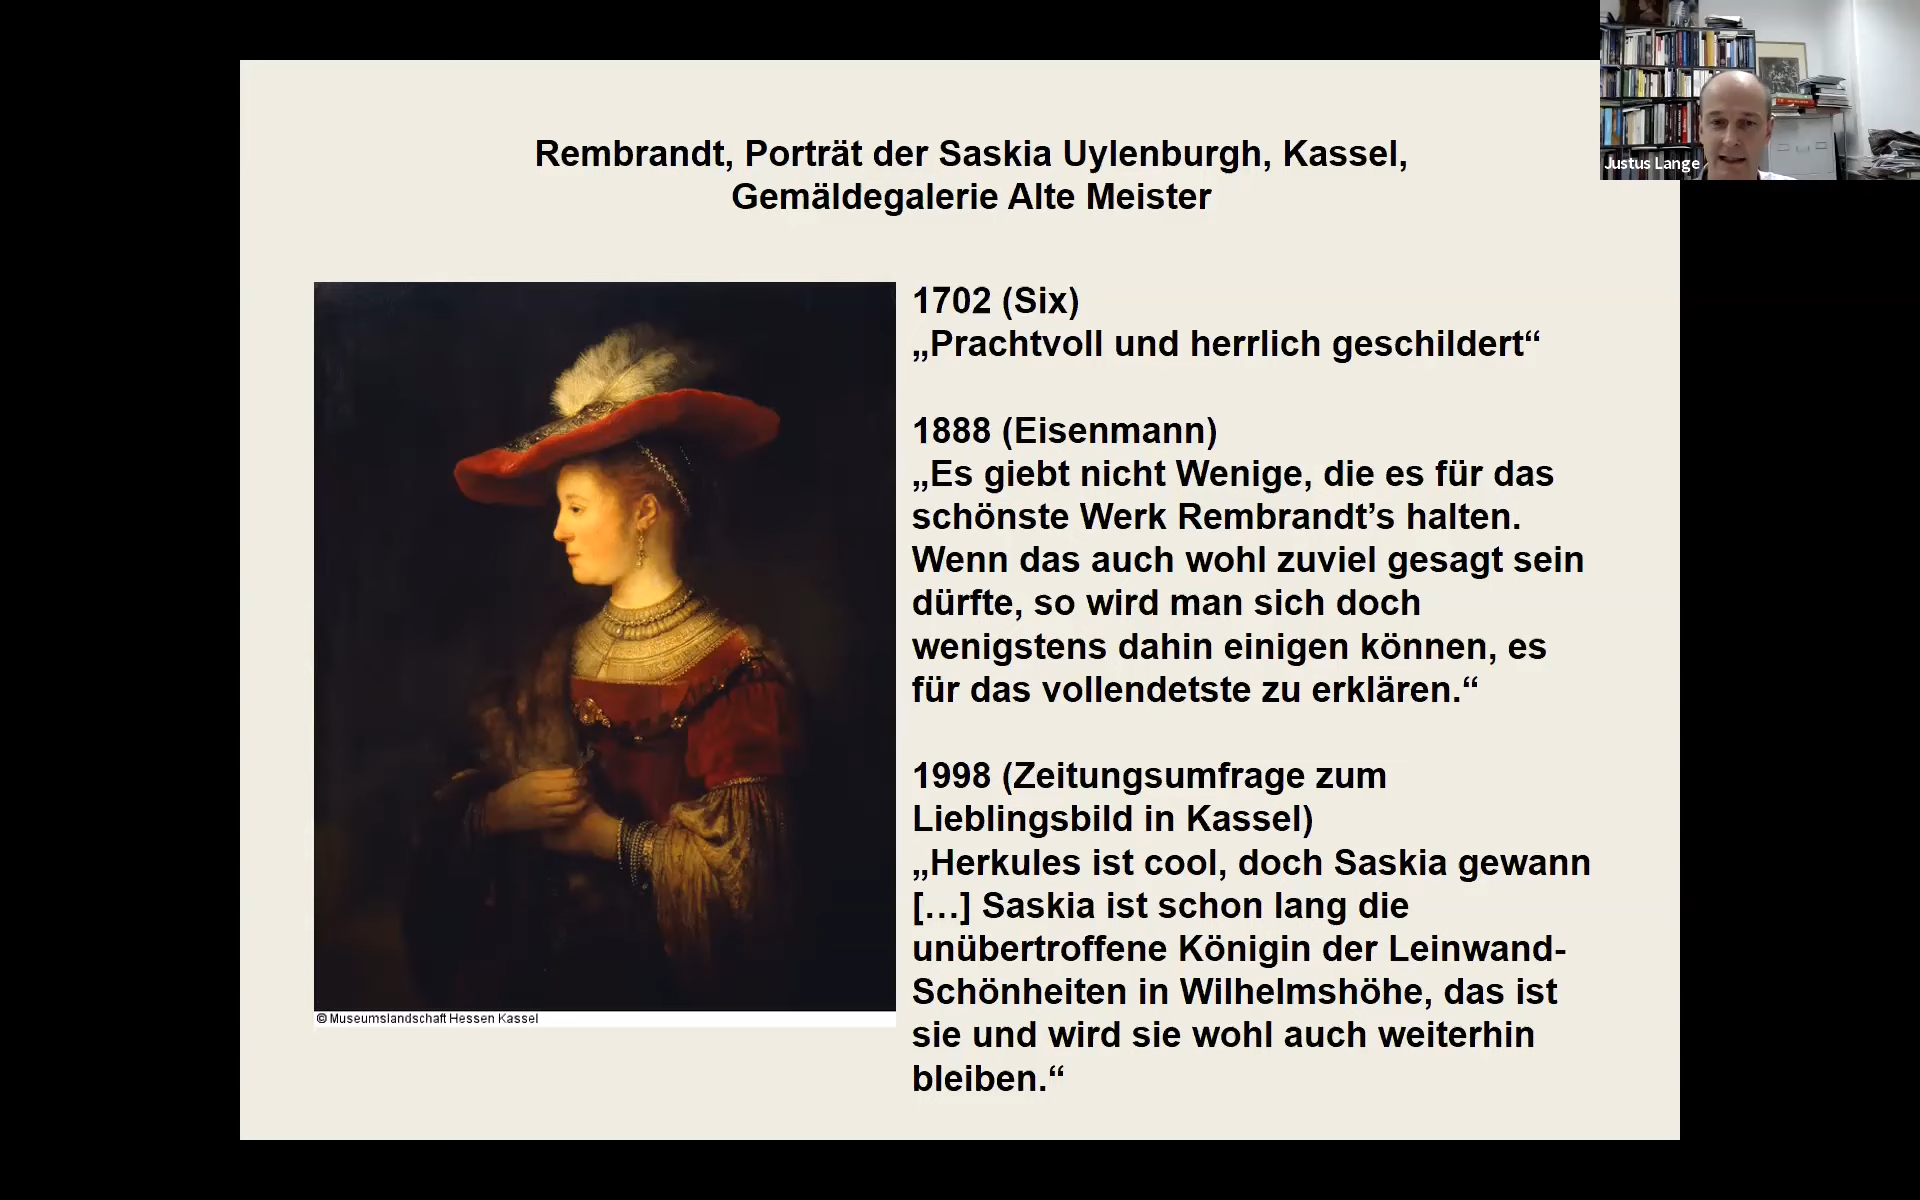 Rembrandt, Porträt der Saskia Uylenburgh, Kassel,
Gemäldegalerie Alte Meister
Justus Lange
1702 (Six)
„Prachtvoll und herrlich geschildert“
1888 (Eisenmann)
„Es giebt nicht Wenige, die es für das
schönste Werk Rembrandt’s halten.
Wenn das auch wohl zuviel gesagt sein
dürfte, so wird man sich doch
wenigstens dahin einigen können, es
für das vollendetste zu erklären.“
1998 (Zeitungsumfrage zum
Lieblingsbild in Kassel)
„Herkules ist cool, doch Saskia gewann
[…] Saskia ist schon lang die
unübertroffene Königin der Leinwand-
Schönheiten in Wilhelmshöhe, das ist
sie und wird sie wohl auch weiterhin
bleiben.“
© Museumslandschaft Hessen Kassel